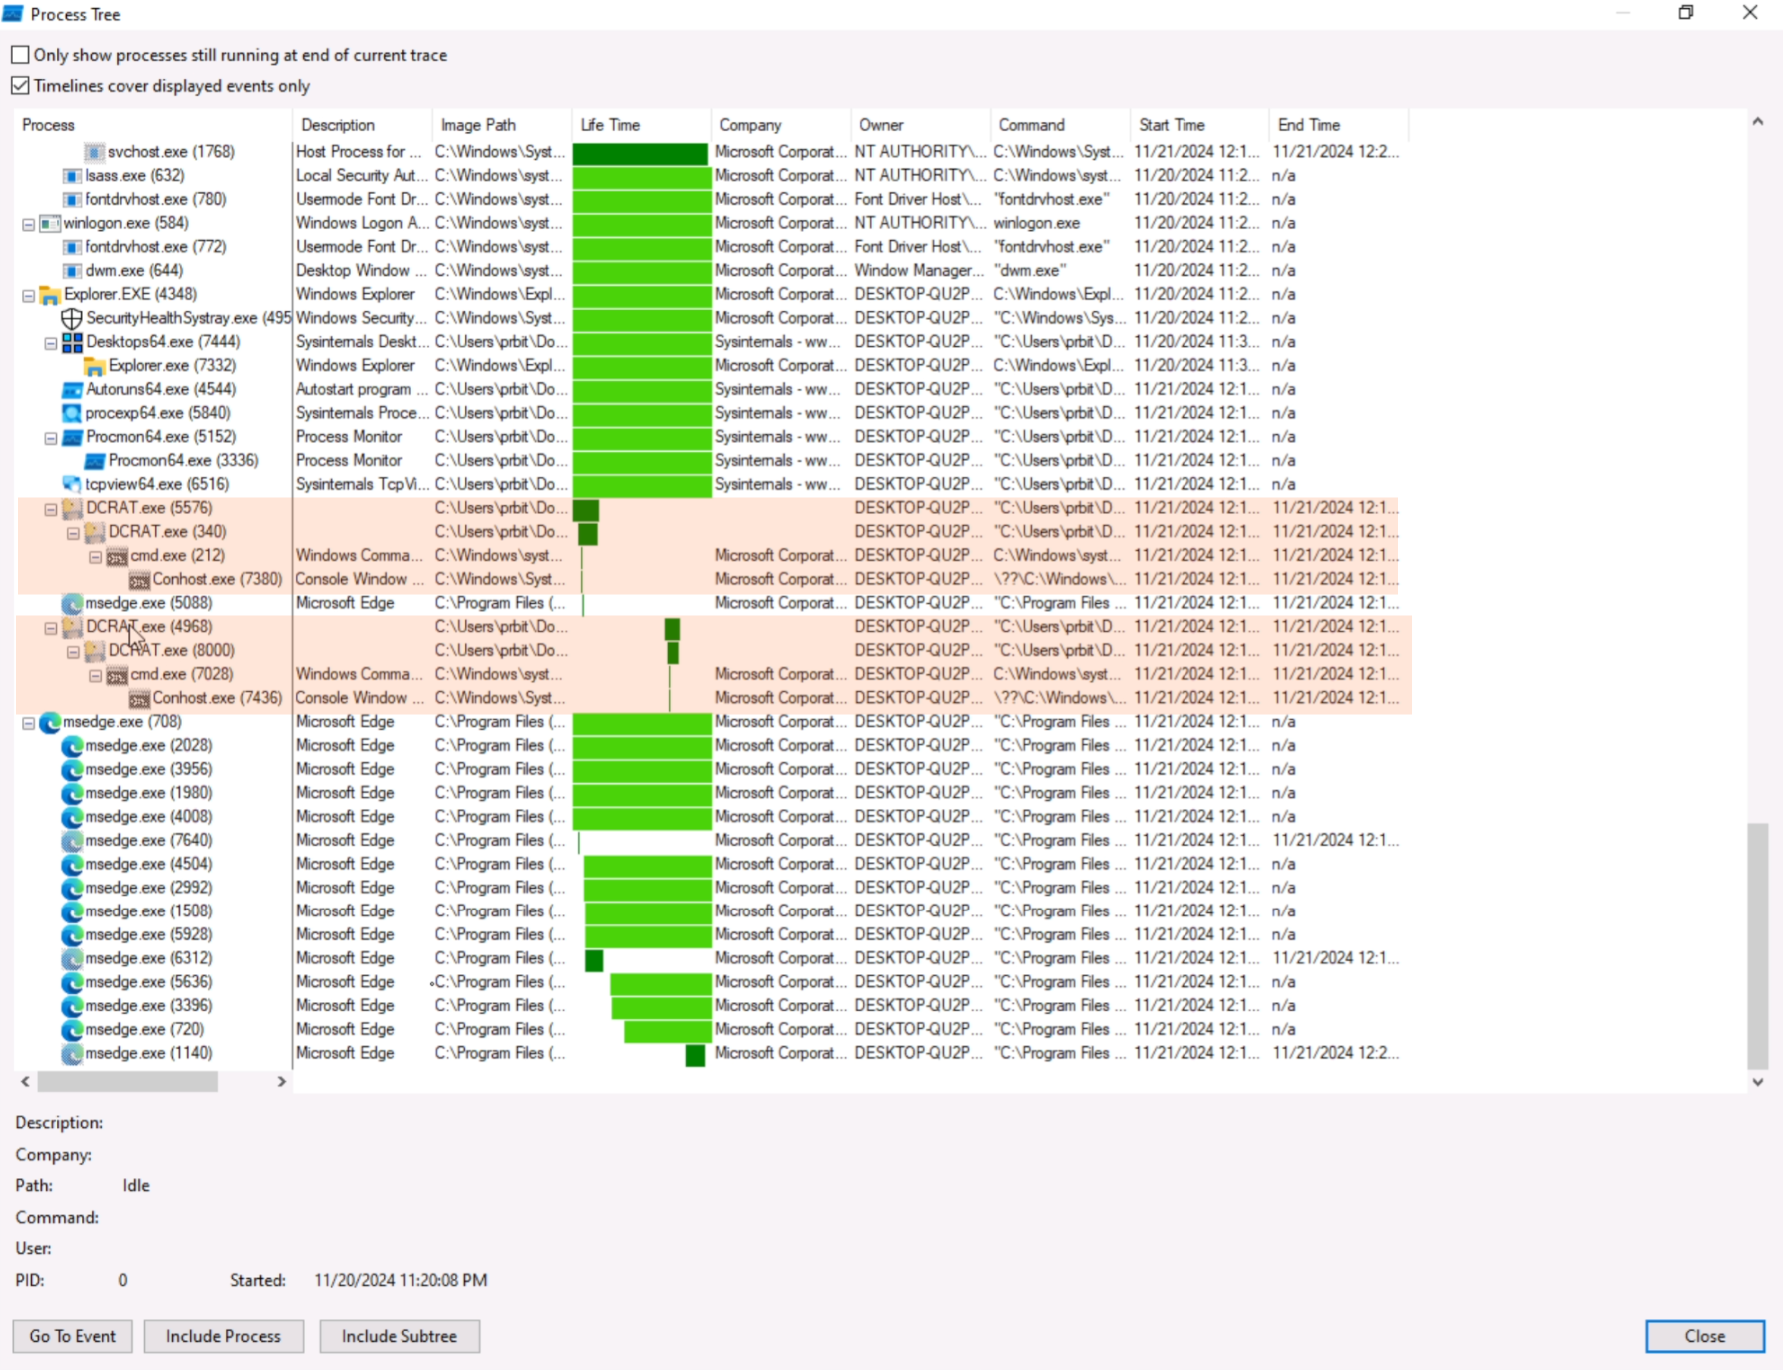 Process Tree
Only show processes still running at end of current trace
Timelines cover displayed events only
Process Description Image Path Life Time Company Owner Command Start Time End Time
svchost.exe (1768) Host Process for ... C:\Windows\Syst... Microsoft Corporat... NT AUTHORITY\... C:\Windows\Syst... 11/21/2024 12:1... 11/21/2024 12:2...
lsass.exe (632) Local Security Aut... C:\Windows\syst... Microsoft Corporat... NT AUTHORITY\... C:\Windows\syst... 11/20/2024 11:2... n/a
fontdrvhost.exe (780) Usermode Font Dr... C:\Windows\syst... Microsoft Corporat... Font Driver Host\... "fontdrvhost.exe" 11/20/2024 11:2... n/a
winlogon.exe (584) Windows Logon A... C:\Windows\syst... Microsoft Corporat... NT AUTHORITY\... winlogon.exe 11/20/2024 11:2... n/a
fontdrvhost.exe (772) Usermode Font Dr... C:\Windows\syst... Microsoft Corporat... Font Driver Host\... "fontdrvhost.exe" 11/20/2024 11:2... n/a
dwm.exe (644) Desktop Window ... C:\Windows\syst... Microsoft Corporat... Window Manager... "dwm.exe" 11/20/2024 11:2... n/a
Explorer.EXE (4348) Windows Explorer C:\Windows\Expl... Microsoft Corporat... DESKTOP-QU2P... C:\Windows\Expl... 11/20/2024 11:2... n/a
SecurityHealthSystray.exe (495 Windows Security... C:\Windows\Syst... Microsoft Corporat... DESKTOP-QU2P... "C:\Windows\Sys... 11/20/2024 11:2... n/a
Desktops64.exe (7444) Sysinternals Deskt... C:\Users\prbit\Do... Sysinternals - ww... DESKTOP-QU2P... "C:\Users\prbit\D... 11/20/2024 11:3... n/a
Explorer.exe (7332) Windows Explorer C:\Windows\Expl... Microsoft Corporat... DESKTOP-QU2P... C:\Windows\Expl... 11/20/2024 11:3... n/a
Autoruns64.exe (4544) Autostart program ... C:\Users\prbit\Do... Sysinternals - ww... DESKTOP-QU2P... "C:\Users\prbit\D... 11/21/2024 12:1... n/a
procexp64.exe (5840) Sysinternals Proce... C:\Users\prbit\Do... Sysinternals - ww... DESKTOP-QU2P... "C:\Users\prbit\D... 11/21/2024 12:1... n/a
Procmon64.exe (5152) Process Monitor C:\Users\prbit\Do... Sysinternals - ww... DESKTOP-QU2P... "C:\Users\prbit\D... 11/21/2024 12:1... n/a
Procmon64.exe (3336) Process Monitor C:\Users\prbit\Do... Sysinternals - ww... DESKTOP-QU2P... "C:\Users\prbit\D... 11/21/2024 12:1... n/a
tcpview64.exe (6516) Sysinternals TcpVi... C:\Users\prbit\Do... Sysinternals - ww... DESKTOP-QU2P... "C:\Users\prbit\D... 11/21/2024 12:1... n/a
DCRAT.exe (5576) C:\Users\prbit\Do... DESKTOP-QU2P... "C:\Users\prbit\D... 11/21/2024 12:1... 11/21/2024 12:1...
DCRAT.exe (340) C:\Users\prbit\Do... DESKTOP-QU2P... "C:\Users\prbit\D... 11/21/2024 12:1... 11/21/2024 12:1...
cmd.exe (212) Windows Comma... C:\Windows\syst... Microsoft Corporat... DESKTOP-QU2P... C:\Windows\syst... 11/21/2024 12:1... 11/21/2024 12:1...
Conhost.exe (7380) Console Window ... C:\Windows\Syst... Microsoft Corporat... DESKTOP-QU2P... \??\C:\Windows\... 11/21/2024 12:1... 11/21/2024 12:1...
msedge.exe (5088) Microsoft Edge C:\Program Files (... Microsoft Corporat... DESKTOP-QU2P... "C:\Program Files ... 11/21/2024 12:1... 11/21/2024 12:1...
DCRAT.exe (4968) C:\Users\prbit\Do... DESKTOP-QU2P... "C:\Users\prbit\D... 11/21/2024 12:1... 11/21/2024 12:1...
DCRAT.exe (8000) C:\Users\prbit\Do... DESKTOP-QU2P... "C:\Users\prbit\D... 11/21/2024 12:1... 11/21/2024 12:1...
cmd.exe (7028) Windows Comma... C:\Windows\syst... Microsoft Corporat... DESKTOP-QU2P... C:\Windows\syst... 11/21/2024 12:1... 11/21/2024 12:1...
Conhost.exe (7436) Console Window ... C:\Windows\Syst... Microsoft Corporat... DESKTOP-QU2P... \??\C:\Windows\... 11/21/2024 12:1... 11/21/2024 12:1...
msedge.exe (708) Microsoft Edge C:\Program Files (... Microsoft Corporat... DESKTOP-QU2P... "C:\Program Files ... 11/21/2024 12:1... n/a
msedge.exe (2028) Microsoft Edge C:\Program Files (... Microsoft Corporat... DESKTOP-QU2P... "C:\Program Files ... 11/21/2024 12:1... n/a
msedge.exe (3956) Microsoft Edge C:\Program Files (... Microsoft Corporat... DESKTOP-QU2P... "C:\Program Files ... 11/21/2024 12:1... n/a
msedge.exe (1980) Microsoft Edge C:\Program Files (... Microsoft Corporat... DESKTOP-QU2P... "C:\Program Files ... 11/21/2024 12:1... n/a
msedge.exe (4008) Microsoft Edge C:\Program Files (... Microsoft Corporat... DESKTOP-QU2P... "C:\Program Files ... 11/21/2024 12:1... n/a
msedge.exe (7640) Microsoft Edge C:\Program Files (... Microsoft Corporat... DESKTOP-QU2P... "C:\Program Files ... 11/21/2024 12:1... 11/21/2024 12:1...
msedge.exe (4504) Microsoft Edge C:\Program Files (... Microsoft Corporat... DESKTOP-QU2P... "C:\Program Files ... 11/21/2024 12:1... n/a
msedge.exe (2992) Microsoft Edge C:\Program Files (... Microsoft Corporat... DESKTOP-QU2P... "C:\Program Files ... 11/21/2024 12:1... n/a
msedge.exe (1508) Microsoft Edge C:\Program Files (... Microsoft Corporat... DESKTOP-QU2P... "C:\Program Files ... 11/21/2024 12:1... n/a
msedge.exe (5928) Microsoft Edge C:\Program Files (... Microsoft Corporat... DESKTOP-QU2P... "C:\Program Files ... 11/21/2024 12:1... n/a
msedge.exe (6312) Microsoft Edge C:\Program Files (... Microsoft Corporat... DESKTOP-QU2P... "C:\Program Files ... 11/21/2024 12:1... 11/21/2024 12:1...
msedge.exe (5636) Microsoft Edge C:\Program Files (... Microsoft Corporat... DESKTOP-QU2P... "C:\Program Files ... 11/21/2024 12:1... n/a
msedge.exe (3396) Microsoft Edge C:\Program Files (... Microsoft Corporat... DESKTOP-QU2P... "C:\Program Files ... 11/21/2024 12:1... n/a
msedge.exe (720) Microsoft Edge C:\Program Files (... Microsoft Corporat... DESKTOP-QU2P... "C:\Program Files ... 11/21/2024 12:1... n/a
msedge.exe (1140) Microsoft Edge C:\Program Files (... Microsoft Corporat... DESKTOP-QU2P... "C:\Program Files ... 11/21/2024 12:1... 11/21/2024 12:2...
Description:
Company:
Path: Idle
Command:
User:
PID: 0 Started: 11/20/2024 11:20:08 PM
Go To Event Include Process Include Subtree Close